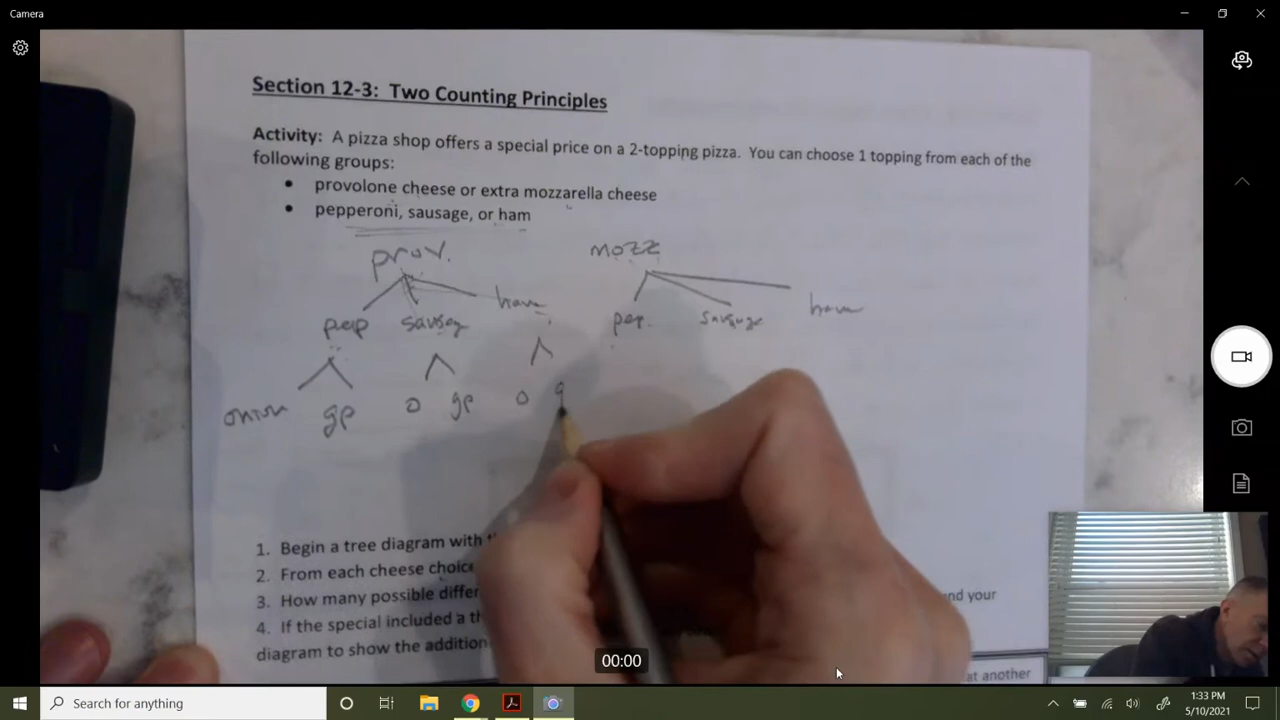 Camera
Section 12-3: Two Counting Principles
Activity: A pizza shop offers a special price on a 2-topping pizza. You can choose 1 topping from each of the
following groups:
• provolone cheese or extra mozzarella cheese
• pepperoni, sausage, or ham
prov. mozz
pep sausag ham pep. sausage ham
onion gp o gp o g
1. Begin a tree diagram with
2. From each cheese choice
3. How many possible differ nd your
4. If the special included a th
diagram to show the addition
at another
00:00
Search for anything
1:33 PM
5/10/2021